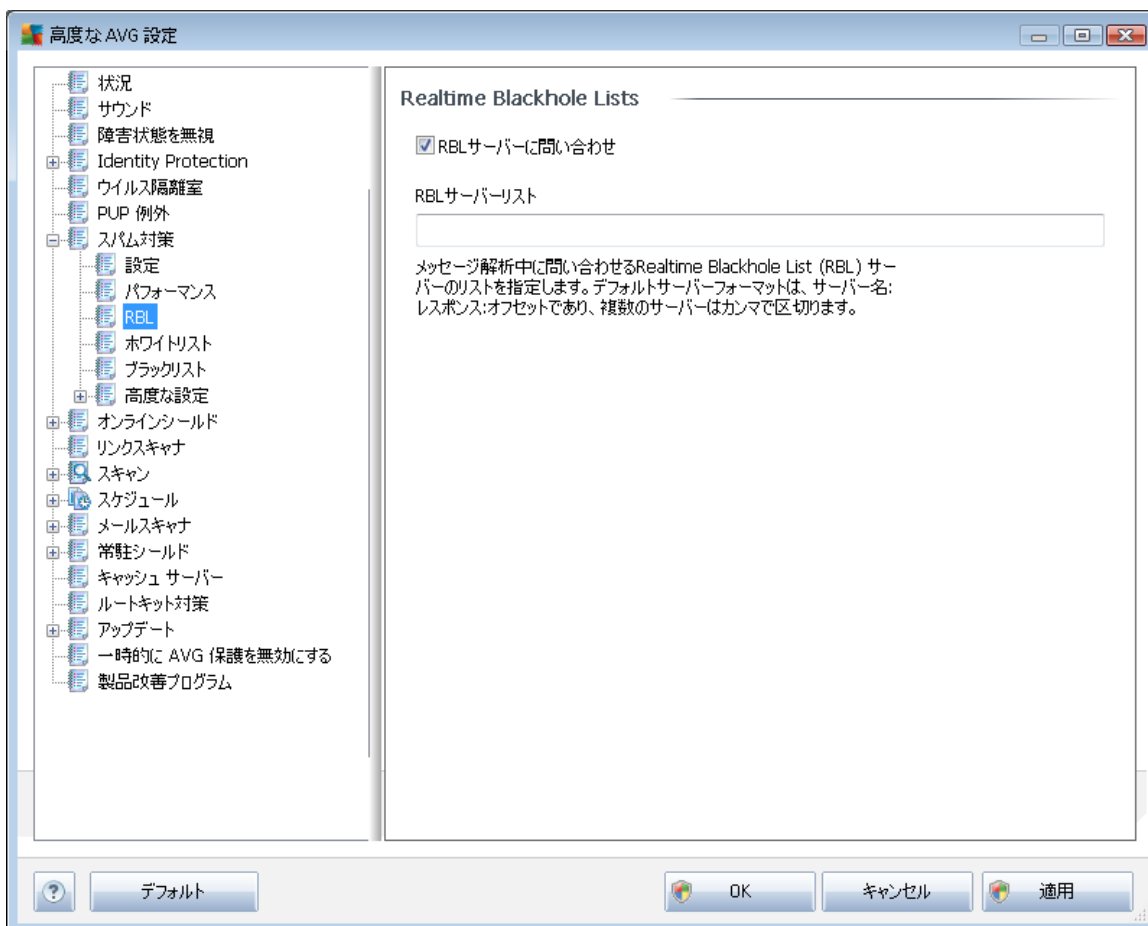 高度な AVG 設定
状況
サウンド
障害状態を無視
Identity Protection
ウイルス隔離室
PUP 例外
スパム対策
設定
パフォーマンス
RBL
ホワイトリスト
ブラックリスト
高度な設定
オンラインシールド
リンクスキャナ
スキャン
スケジュール
メールスキャナ
常駐シールド
キャッシュ サーバー
ルートキット対策
アップデート
一時的に AVG 保護を無効にする
製品改善プログラム
Realtime Blackhole Lists
RBLサーバーに問い合わせ
RBLサーバーリスト
メッセージ解析中に問い合わせるRealtime Blackhole List (RBL) サー
バーのリストを指定します。デフォルトサーバーフォーマットは、サーバー名:
レスポンス:オフセットであり、複数のサーバーはカンマで区切ります。
?
デフォルト
OK
キャンセル
適用